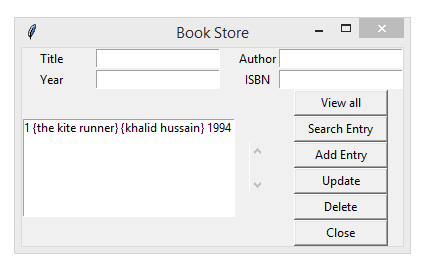 Book Store
Title Author
Year ISBN
View all
1 {the kite runner} {khalid hussain} 1994
Search Entry
Add Entry
Update
Delete
Close